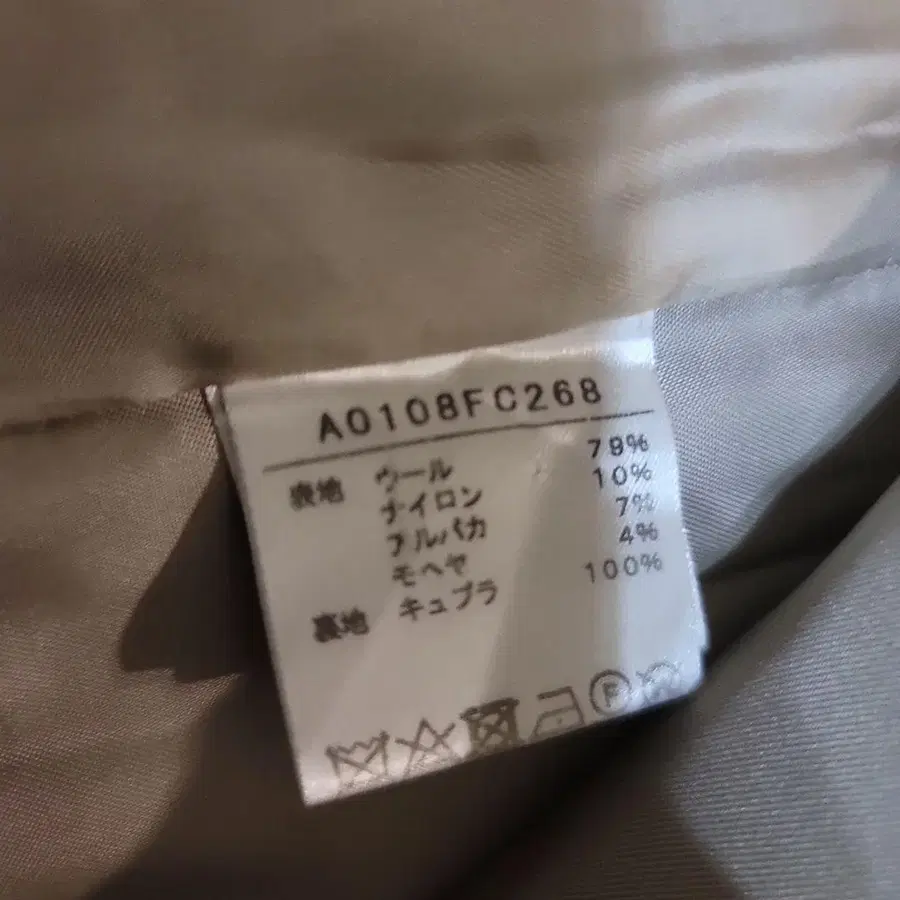 A0108FC268
表地 ウール 79%
ナイロン 10%
アルパカ 7%
モヘヤ 4%
裏地 キュプラ 100%
P